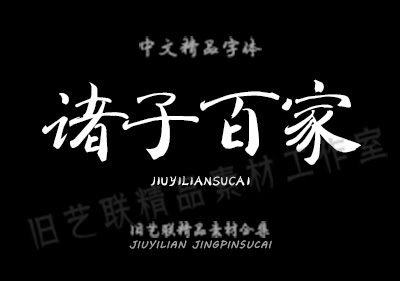 中文精品字体
诸子百家
JIUYILIANSUCAI
旧艺联精品素材工作室
旧艺联精品素材合集
JIUYILIAN JINGPINSUCAI